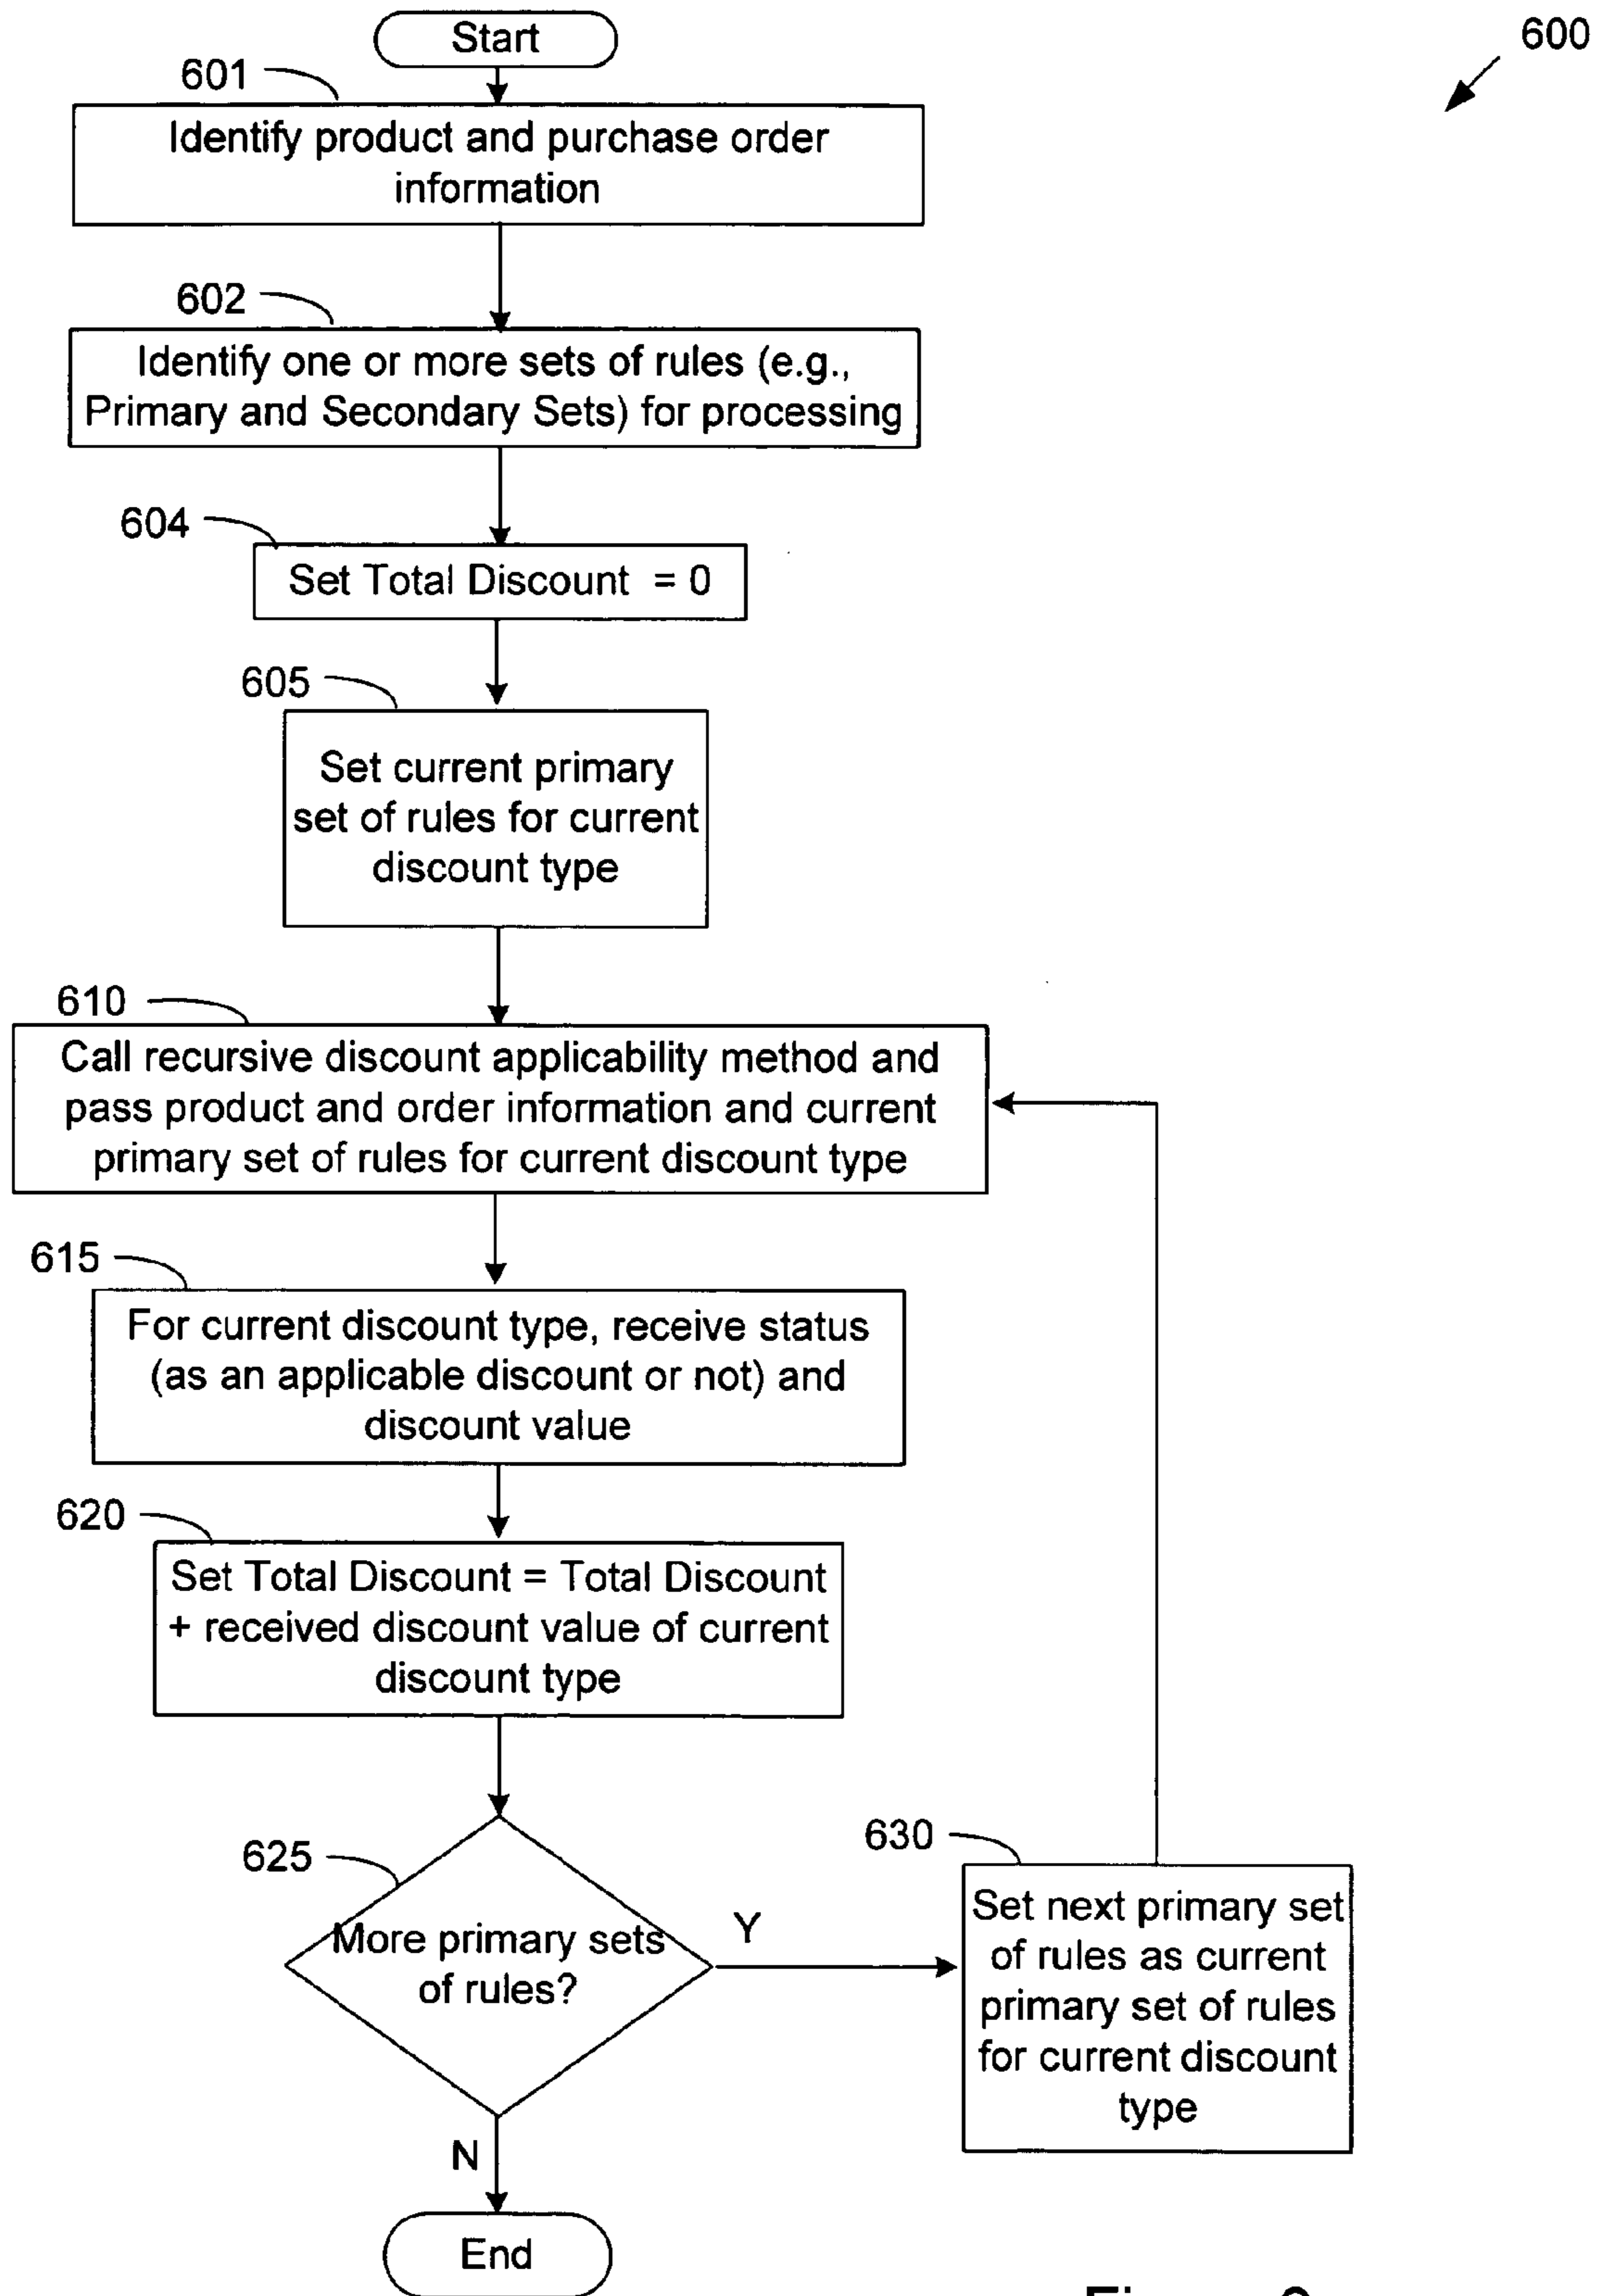 Start
600
601
Identify product and purchase order
information
602
Identify one or more sets of rules (e.g.,
Primary and Secondary Sets) for processing
604
Set Total Discount = 0
605
Set current primary
set of rules for current
discount type
610
Call recursive discount applicability method and
pass product and order information and current
primary set of rules for current discount type
615
For current discount type, receive status
(as an applicable discount or not) and
discount value
620
Set Total Discount = Total Discount
+ received discount value of current
discount type
625
More primary sets
of rules?
Y
630
Set next primary set
of rules as current
primary set of rules
for current discount
type
N
End